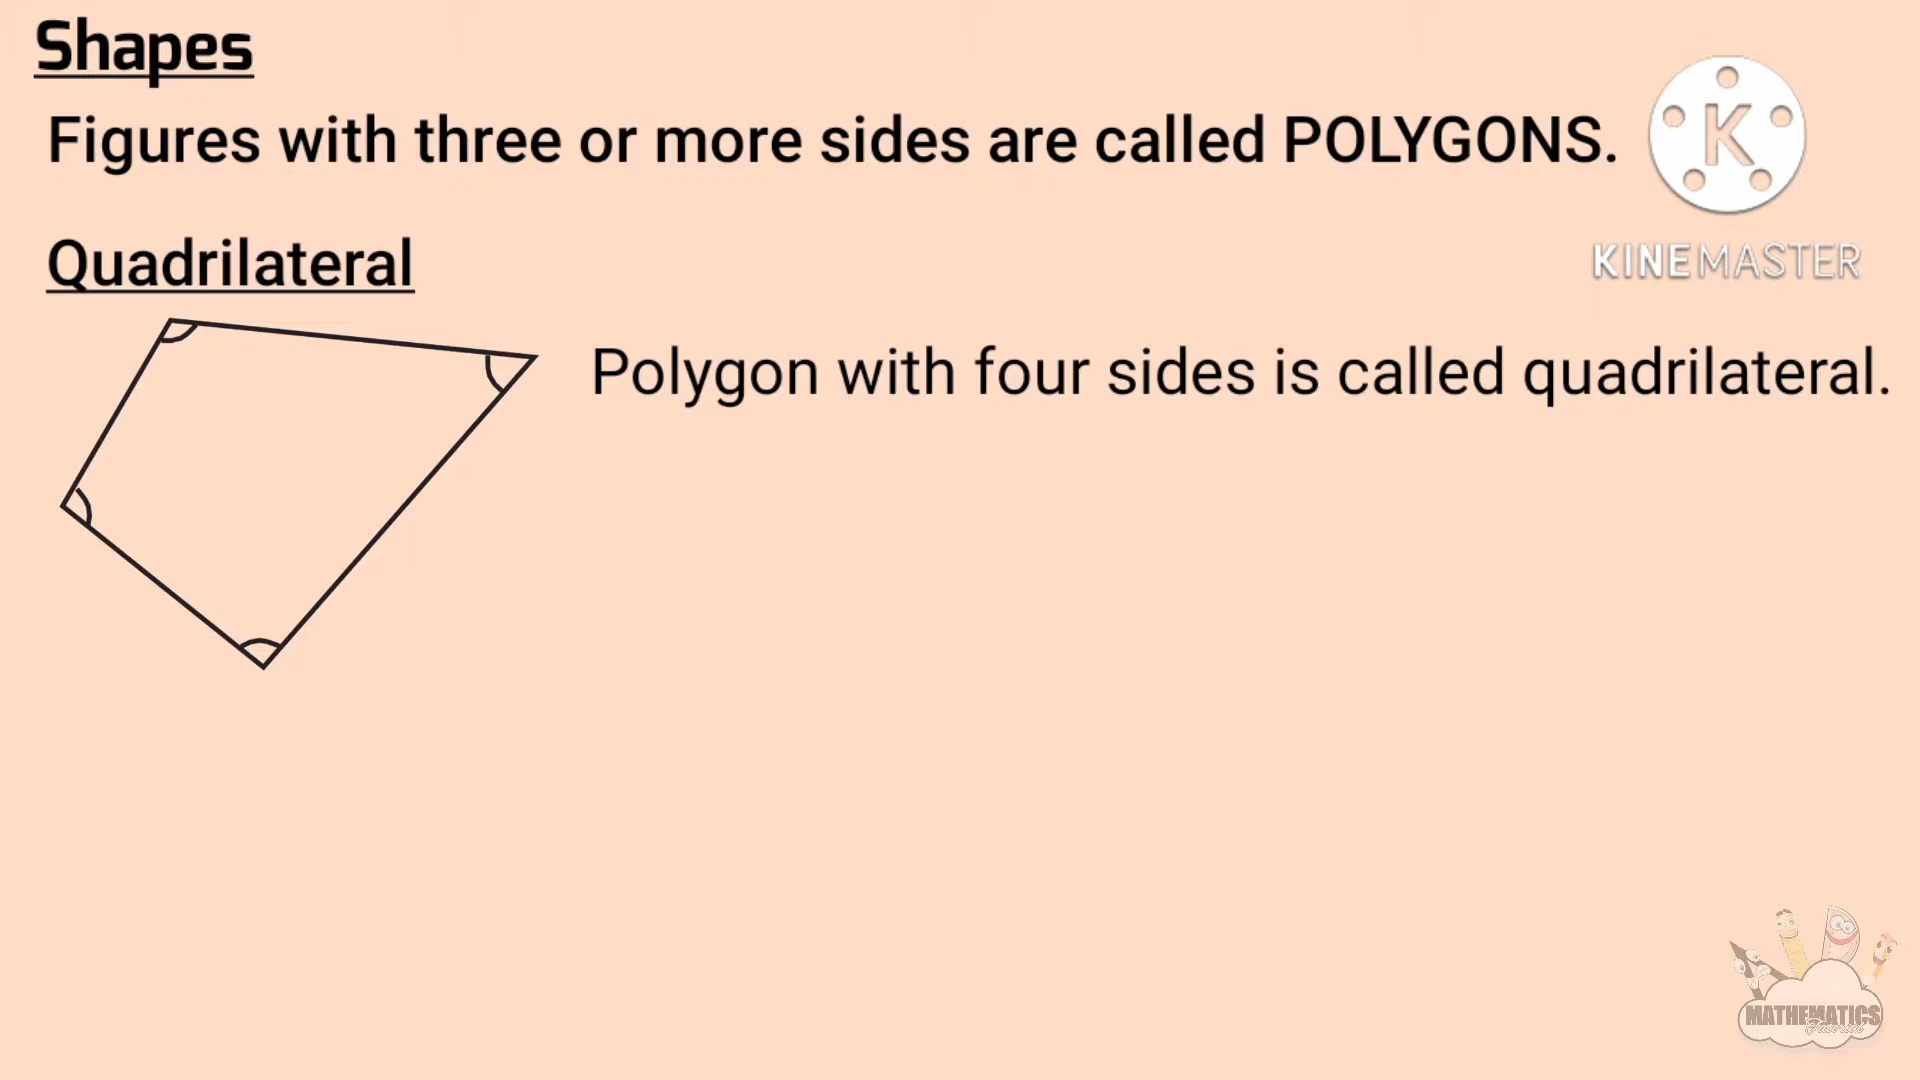 Shapes
Figures with three or more sides are called POLYGONS.
K
KINEMASTER
Quadrilateral
Polygon with four sides is called quadrilateral.
MATHEMATICS